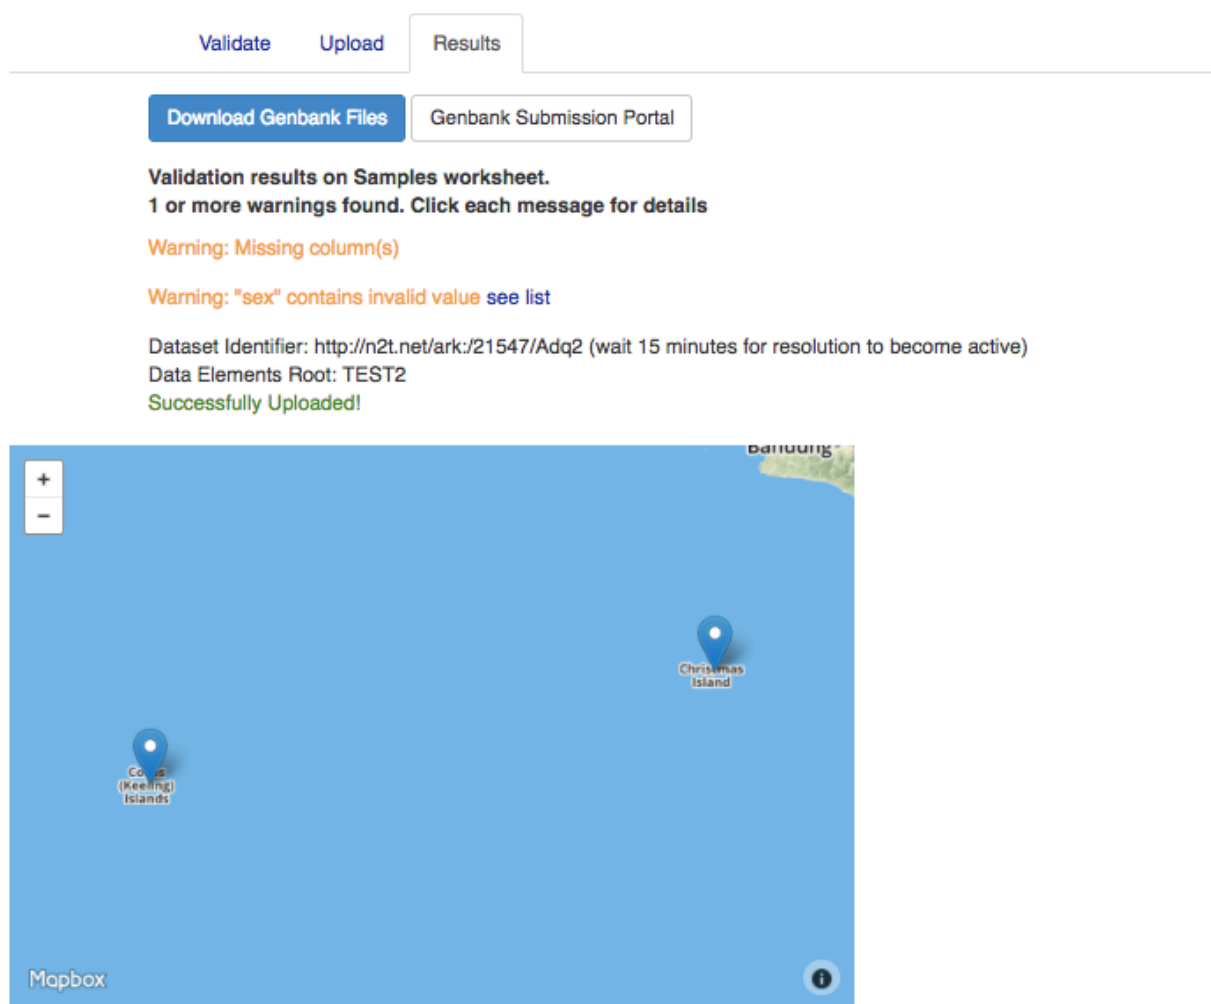 Validate Upload Results
Download Genbank Files Genbank Submission Portal
Validation results on Samples worksheet.
1 or more warnings found. Click each message for details
Warning: Missing column(s)
Warning: "sex" contains invalid value see list
Dataset Identifier: http://n2t.net/ark:/21547/Adq2 (wait 15 minutes for resolution to become active)
Data Elements Root: TEST2
Successfully Uploaded!
Bandung
+
-
Christmas
Island
Cocos
(Keeling)
Islands
Mapbox
i